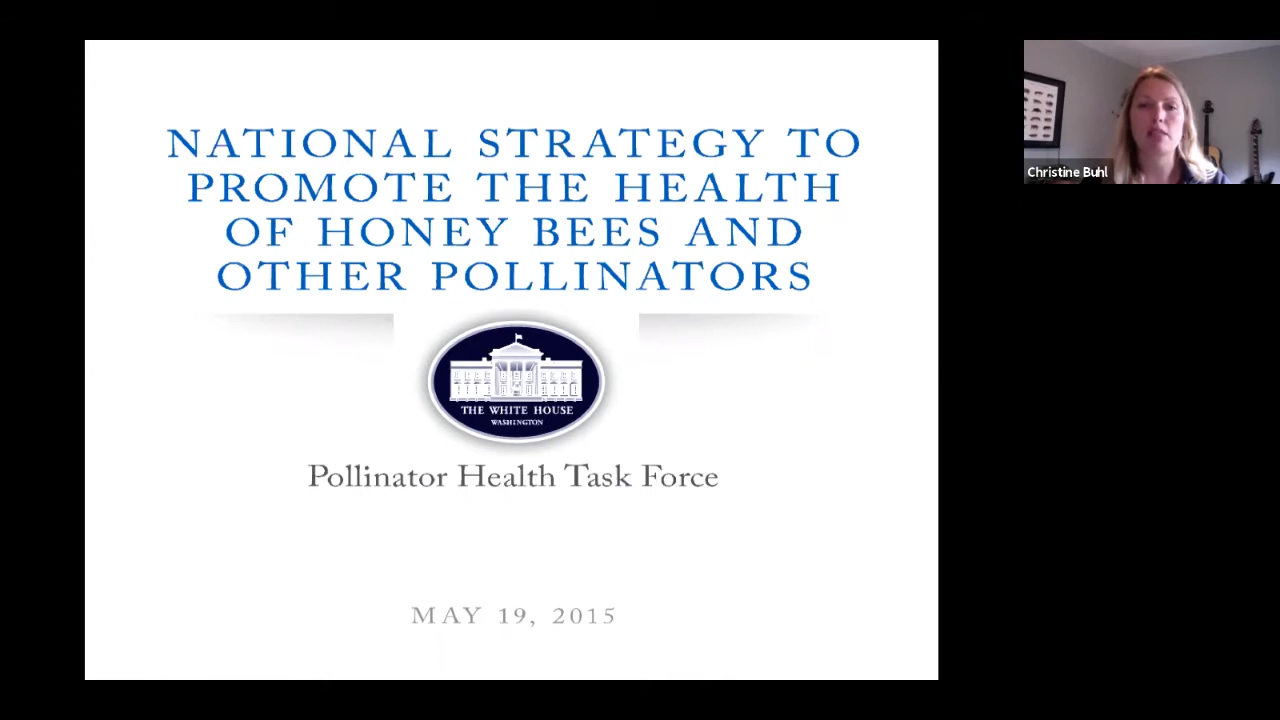 NATIONAL STRATEGY TO
PROMOTE THE HEALTH
OF HONEY BEES AND
OTHER POLLINATORS
THE WHITE HOUSE
WASHINGTON
Pollinator Health Task Force
MAY 19, 2015
Christine Buhl